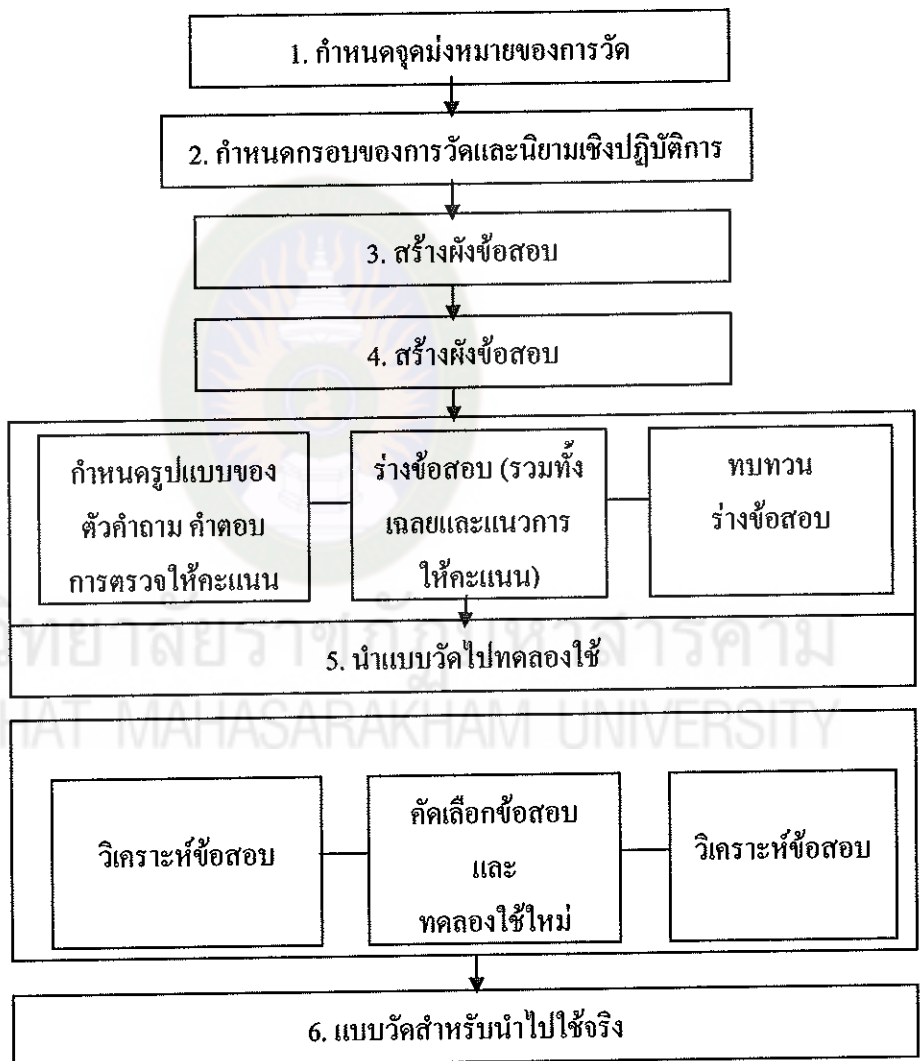 1. กำหนดจุดม่งหมายของการวัด
2. กำหนดกรอบของการวัดและนิยามเชิงปฏิบัติการ
3. สร้างผังข้อสอบ
4. สร้างผังข้อสอบ
กำหนดรูปแบบของ
ตัวคำถาม คำตอบ
การตรวจให้คะแนน
ร่างข้อสอบ (รวมทั้ง
เฉลยและแนวการ
ให้คะแนน)
ทบทวน
ร่างข้อสอบ
วิทยาลัยราชภัฏมหาสารคาม
5. นำแบบวัดไปทดลองใช้
HAT MAHASARAKHAM UNIVERSITY
วิเคราะห์ข้อสอบ
คัดเลือกข้อสอบ
และ
ทดลองใช้ใหม่
วิเคราะห์ข้อสอบ
6. แบบวัดสำหรับนำไปใช้จริง